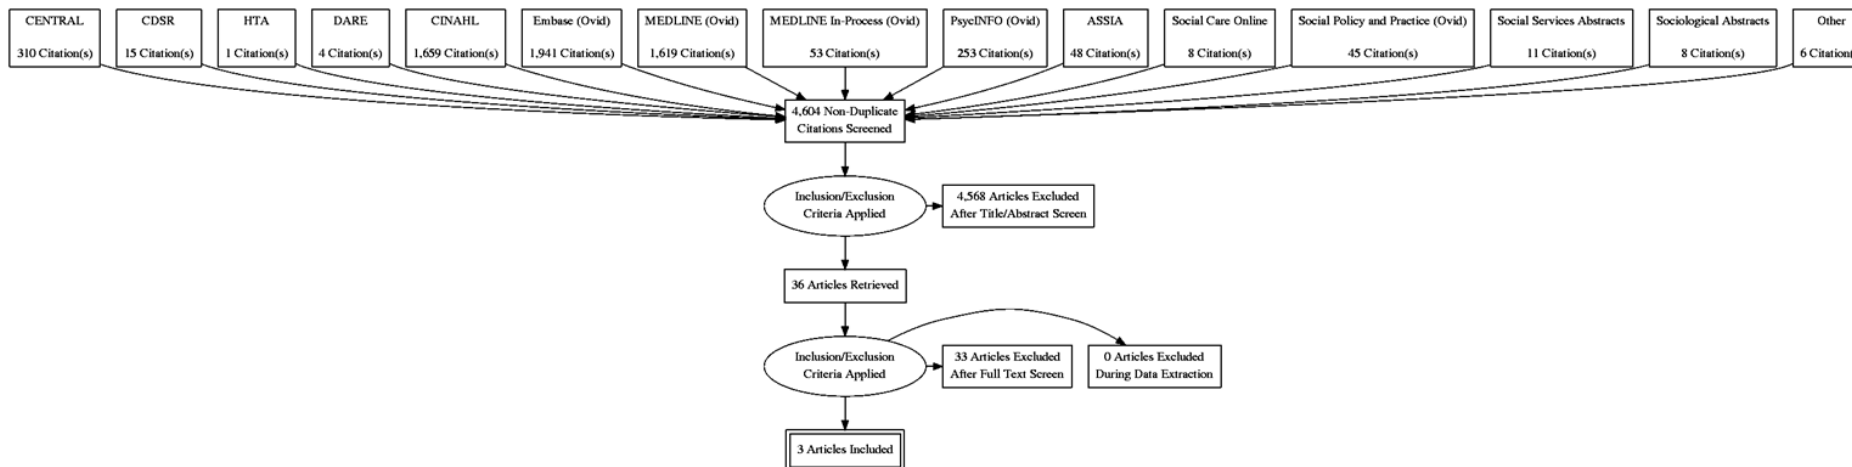 CENTRAL
310 Citation(s)
CDSR
15 Citation(s)
HTA
1 Citation(s)
DARE
4 Citation(s)
CINAHL
1,659 Citation(s)
Embase (Ovid)
1,941 Citation(s)
MEDLINE (Ovid)
1,619 Citation(s)
MEDLINE In-Process (Ovid)
53 Citation(s)
PsycINFO (Ovid)
253 Citation(s)
ASSIA
48 Citation(s)
Social Care Online
8 Citation(s)
Social Policy and Practice (Ovid)
45 Citation(s)
Social Services Abstracts
11 Citation(s)
Sociological Abstracts
8 Citation(s)
Other
6 Citation(
4,604 Non-Duplicate
Citations Screened
Inclusion/Exclusion
Criteria Applied
4,568 Articles Excluded
After Title/Abstract Screen
36 Articles Retrieved
Inclusion/Exclusion
Criteria Applied
33 Articles Excluded
After Full Text Screen
0 Articles Excluded
During Data Extraction
3 Articles Included